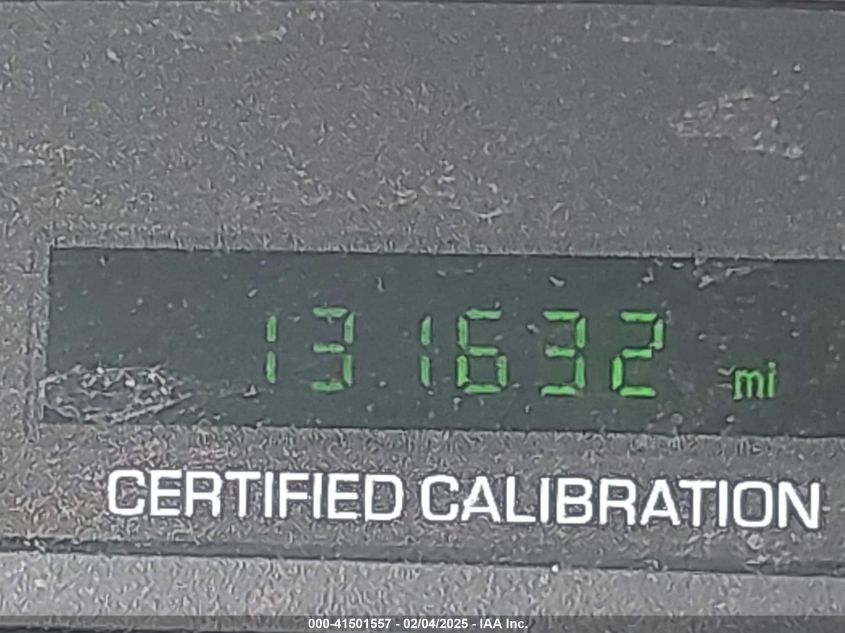 131632 mi
CERTIFIED CALIBRATION
000-41501557 - 02/04/2025 - IAA Inc.